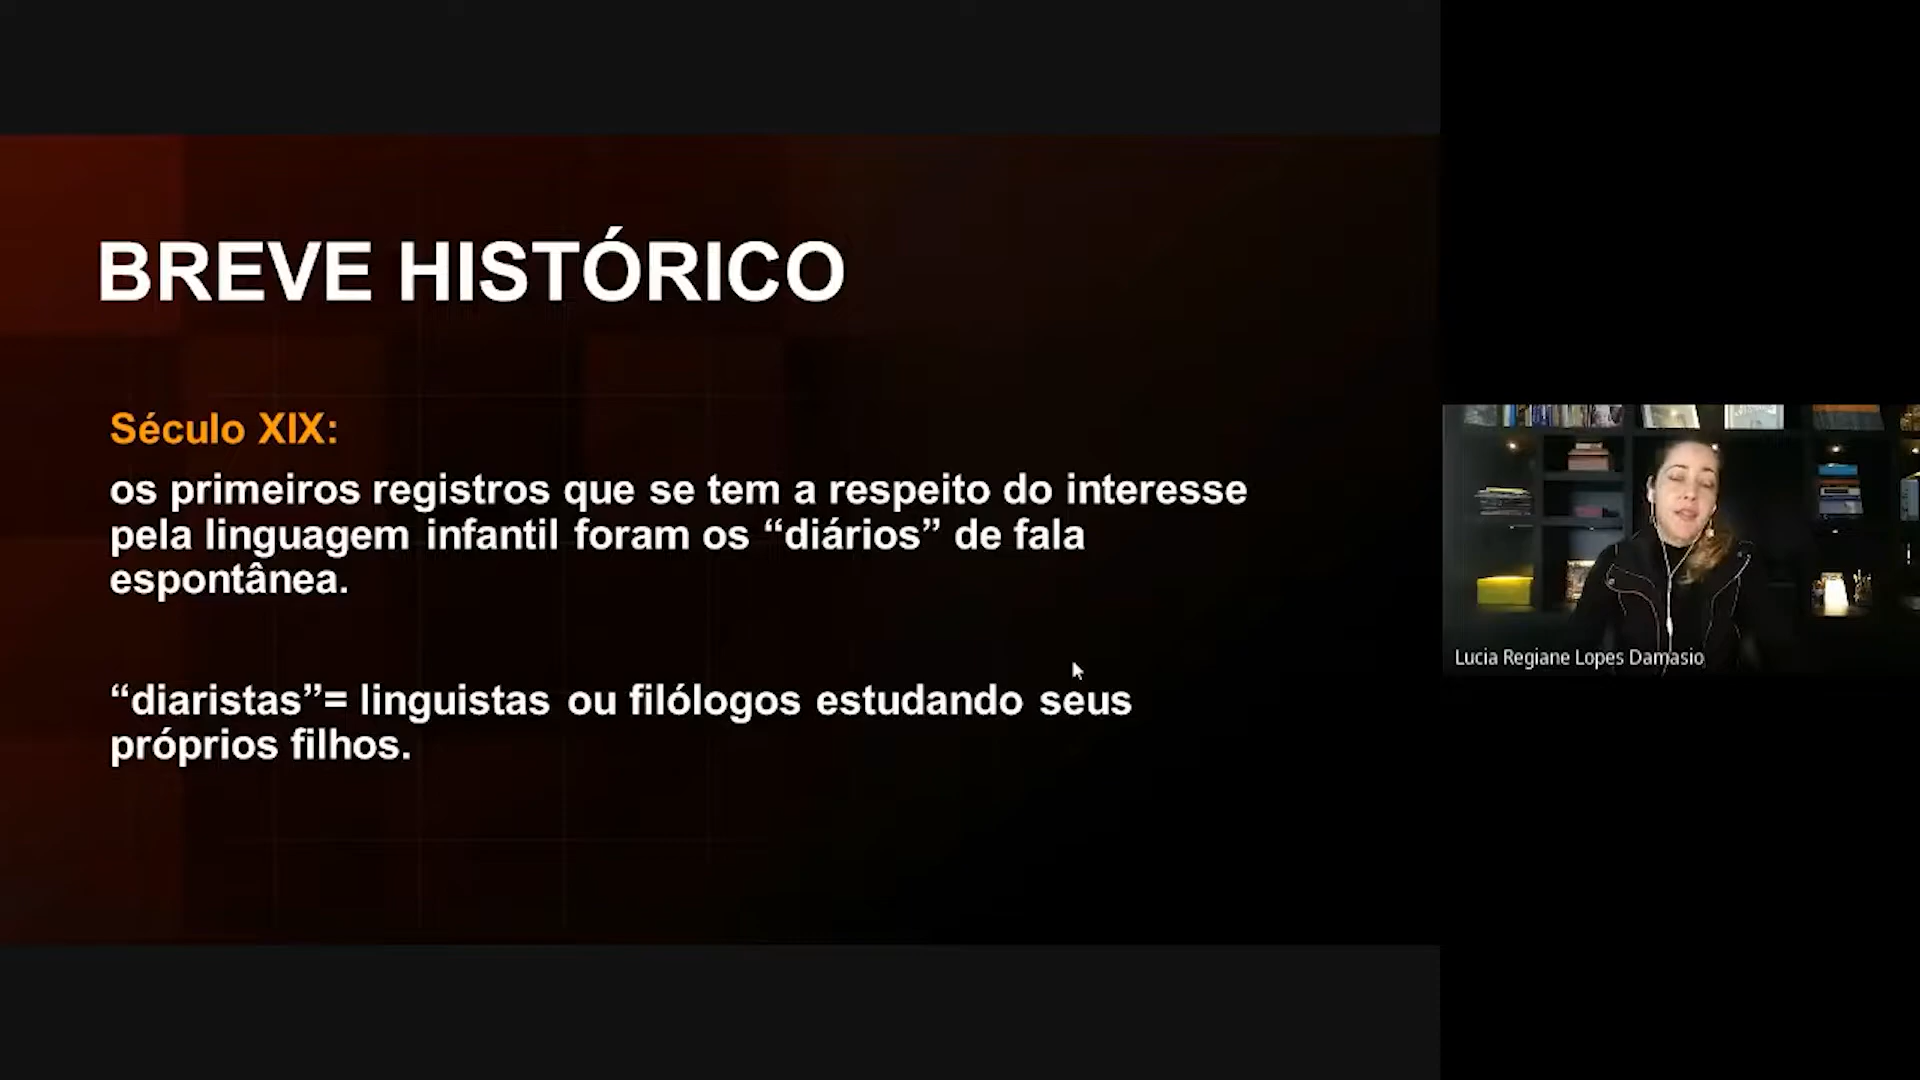 BREVE HISTÓRICO
Século XIX:
os primeiros registros que se tem a respeito do interesse
pela linguagem infantil foram os “diários” de fala
espontânea.
“diaristas”= linguistas ou filólogos estudando seus
próprios filhos.
Lucia Regiane Lopes Damasio